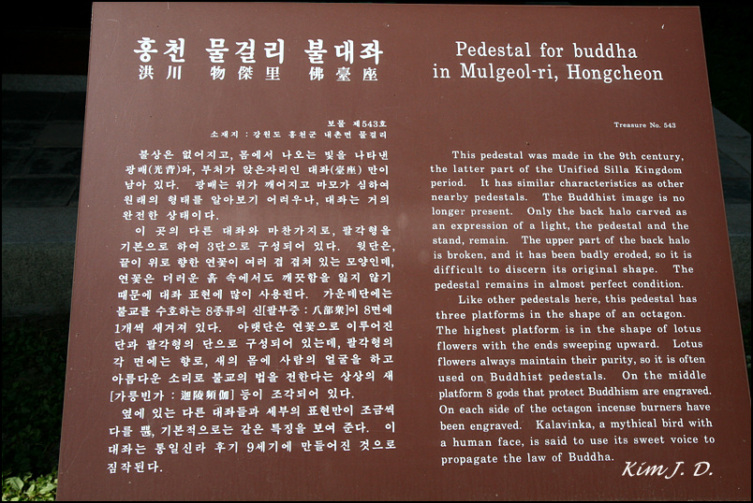 홍천 물걸리 불대좌
洪川 物傑里 佛臺座
보물 제543호
소재지 : 강원도 홍천군 내촌면 물걸리
불상은 없어지고, 몸에서 나오는 빛을 나타낸
광배(光背)와, 부처가 앉은자리인 대좌(臺座) 만이
남아 있다. 광배는 위가 깨어지고 마모가 심하여
원래의 형태를 알아보기 어려우나, 대좌는 거의
완전한 상태이다.
이 곳의 다른 대좌와 마찬가지로, 팔각형을
기본으로 하여 3단으로 구성되어 있다. 윗단은,
끝이 위로 향한 연꽃이 여러 겹 겹쳐 있는 모양인데,
연꽃은 더러운 흙 속에서도 깨끗함을 잃지 않기
때문에 대좌 표현에 많이 사용된다. 가운데단에는
불교를 수호하는 8종류의 신[팔부중 : 八部衆]이 8면에
1개씩 새겨져 있다. 아랫단은 연꽃으로 이루어진
단과 팔각형의 단으로 구성되어 있는데, 팔각형의
각 면에는 향로, 새의 몸에 사람의 얼굴을 하고
아름다운 소리로 불교의 법을 전한다는 상상의 새
[가릉빈가 : 迦陵頻伽] 등이 조각되어 있다.
옆에 있는 다른 대좌들과 세부의 표현만이 조금씩
다를 뿐, 기본적으로는 같은 특징을 보여 준다. 이
대좌는 통일신라 후기 9세기에 만들어진 것으로
짐작된다.
Pedestal for buddha
in Mulgeol-ri, Hongcheon
Treasure No. 543
This pedestal was made in the 9th century,
the latter part of the Unified Silla Kingdom
period. It has similar characteristics as other
nearby pedestals. The Buddhist image is no
longer present. Only the back halo carved as
an expression of a light, the pedestal and the
stand, remain. The upper part of the back halo
is broken, and it has been badly eroded, so it is
difficult to discern its original shape. The
pedestal remains in almost perfect condition.
Like other pedestals here, this pedestal has
three platforms in the shape of an octagon.
The highest platform is in the shape of lotus
flowers with the ends sweeping upward. Lotus
flowers always maintain their purity, so it is often
used on Buddhist pedestals. On the middle
platform 8 gods that protect Buddhism are engraved.
On each side of the octagon incense burners have
been engraved. Kalavinka, a mythical bird with
a human face, is said to use its sweet voice to
propagate the law of Buddha.
Kim J. D.